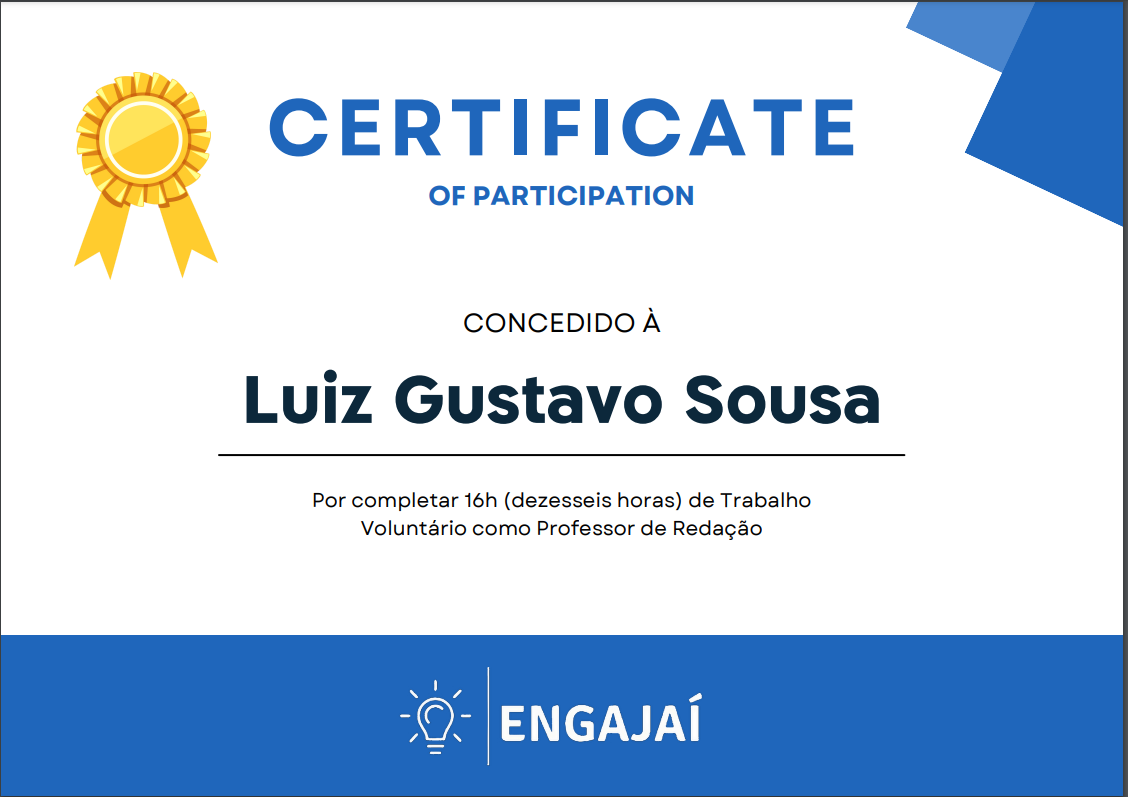 CERTIFICATE
OF PARTICIPATION
CONCEDIDO À
Luiz Gustavo Sousa
Por completar 16h (dezesseis horas) de Trabalho
Voluntário como Professor de Redação
ENGAJAÍ